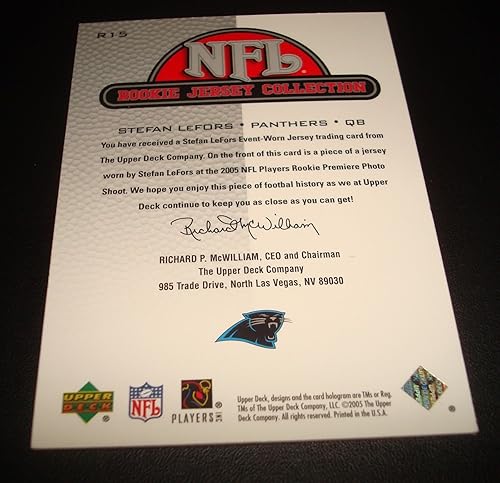 R15
NFL
ROOKIE JERSEY COLLECTION
STEFAN LEFORS • PANTHERS • QB
You have received a Stefan LeFors Event-Worn Jersey trading card from
The Upper Deck Company. On the front of this card is a piece of a jersey
worn by Stefan LeFors at the 2005 NFL Players Rookie Premiere Photo
Shoot. We hope you enjoy this piece of footbal history as we at Upper
Deck continue to keep you as close as you can get!
Richard McWilliam
RICHARD P. McWILLIAM, CEO and Chairman
The Upper Deck Company
985 Trade Drive, North Las Vegas, NV 89030
UPPER DECK ®
NFL
PLAYERS INC
Upper Deck, designs and the card hologram are TMs or Reg.
TMs of The Upper Deck Company, LLC. ©2005 The Upper
Deck Company. All rights reserved. Printed in the U.S.A.
®